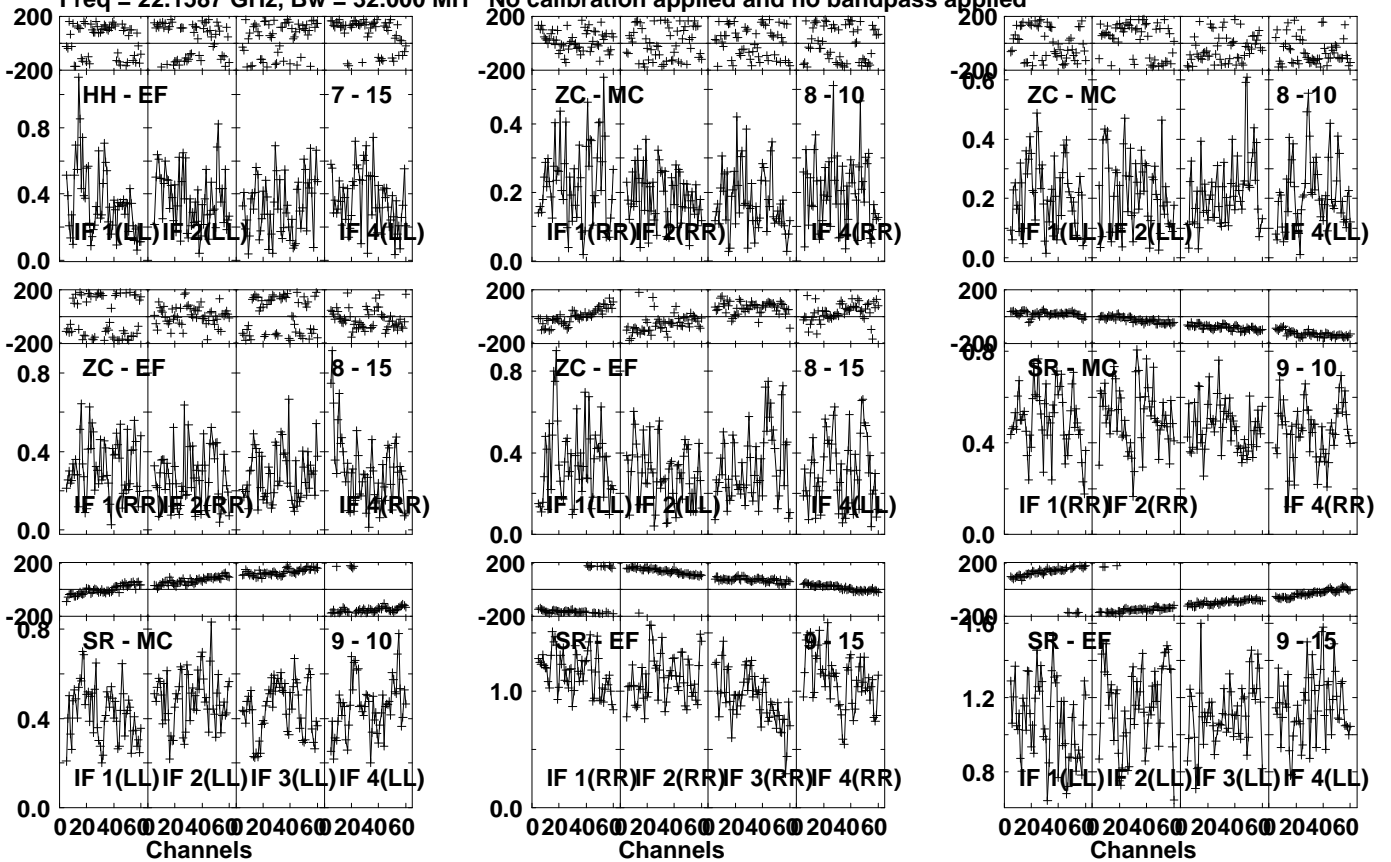 Freq = 22.1587 GHz, Bw = 32.000 MH No calibration applied and no bandpass applied
200
-200
HH - EF 7 - 15
0.8
0.4
0.0
IF 1(LL) IF 2(LL) IF 4(LL)
200
-200
ZC - MC 8 - 10
0.4
0.2
0.0
IF 1(RR) IF 2(RR) IF 4(RR)
200
-200
0.6
ZC - MC 8 - 10
0.4
0.2
0.0
IF 1(LL) IF 2(LL) IF 4(LL)
200
-200
ZC - EF 8 - 15
0.8
0.4
0.0
IF 1(RR) IF 2(RR) IF 4(RR)
200
-200
ZC - EF 8 - 15
0.8
0.4
0.0
IF 1(LL) IF 2(LL) IF 4(LL)
200
-200
0.8
SR - MC 9 - 10
0.4
0.0
IF 1(RR) IF 2(RR) IF 4(RR)
200
-200
0.8
SR - MC 9 - 10
0.4
0.0
IF 1(LL) IF 2(LL) IF 3(LL) IF 4(LL)
0 20 40 60 0 20 40 60 0 20 40 60 0 20 40 60
Channels
200
-200
SR - EF 9 - 15
1.0
0.0
IF 1(RR) IF 2(RR) IF 3(RR) IF 4(RR)
0 20 40 60 0 20 40 60 0 20 40 60 0 20 40 60
Channels
200
-200
1.6
SR - EF 9 - 15
1.2
0.8
IF 1(LL) IF 2(LL) IF 3(LL) IF 4(LL)
0 20 40 60 0 20 40 60 0 20 40 60 0 20 40 60
Channels